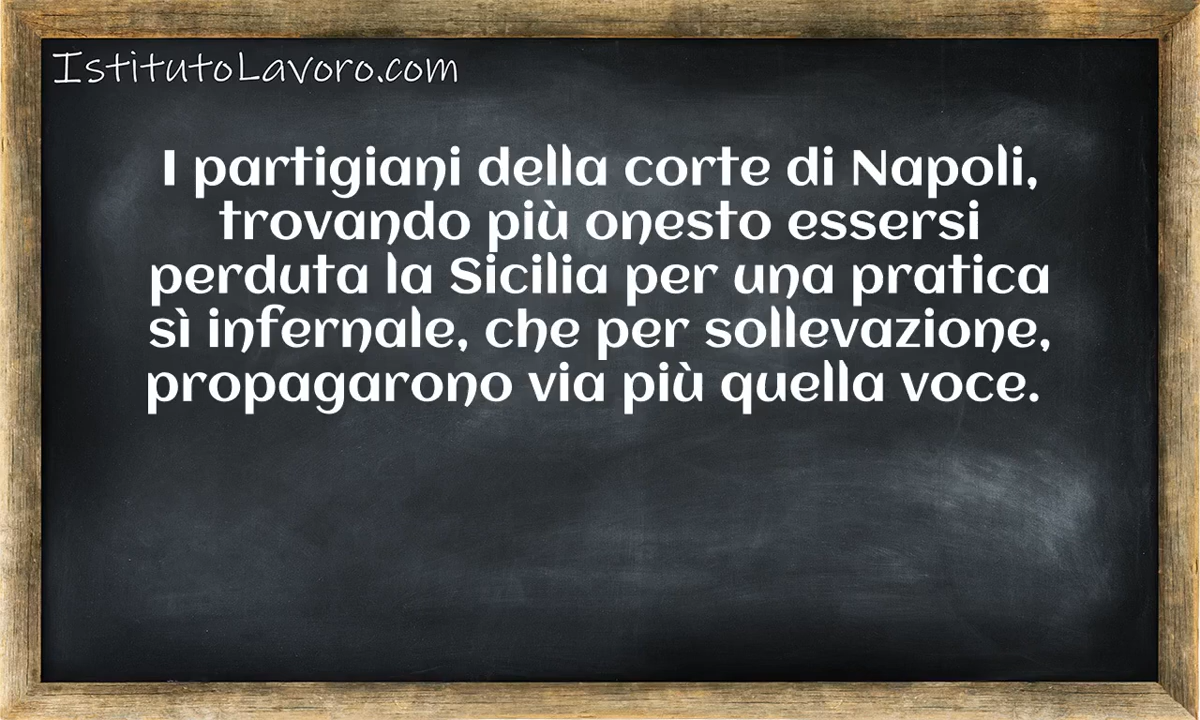 IstitutoLavoro.com
I partigiani della corte di Napoli,
trovando più onesto essersi
perduta la Sicilia per una pratica
sì infernale, che per sollevazione,
propagarono via più quella voce.